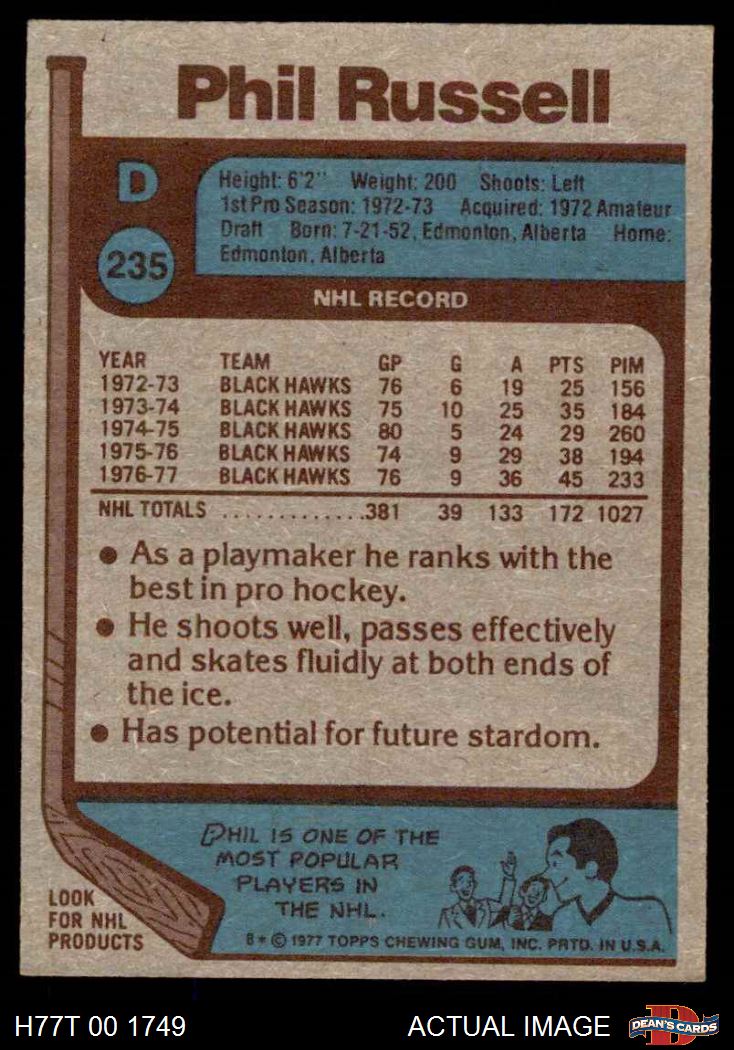 Phil Russell
D
235
Height: 6'2" Weight: 200 Shoots: Left
1st Pro Season: 1972-73 Acquired: 1972 Amateur
Draft Born: 7-21-52, Edmonton, Alberta Home:
Edmonton, Alberta
NHL RECORD
YEAR TEAM GP G A PTS PIM
1972-73 BLACK HAWKS 76 6 19 25 156
1973-74 BLACK HAWKS 75 10 25 35 184
1974-75 BLACK HAWKS 80 5 24 29 260
1975-76 BLACK HAWKS 74 9 29 38 194
1976-77 BLACK HAWKS 76 9 36 45 233
NHL TOTALS .............381 39 133 172 1027
● As a playmaker he ranks with the
best in pro hockey.
● He shoots well, passes effectively
and skates fluidly at both ends of
the ice.
● Has potential for future stardom.
PHIL IS ONE OF THE
MOST POPULAR
PLAYERS IN
THE NHL.
LOOK
FOR NHL
PRODUCTS
B * © 1977 TOPPS CHEWING GUM, INC. PRTD. IN U.S.A.
H77T 00 1749
ACTUAL IMAGE
DEAN'S CARDS